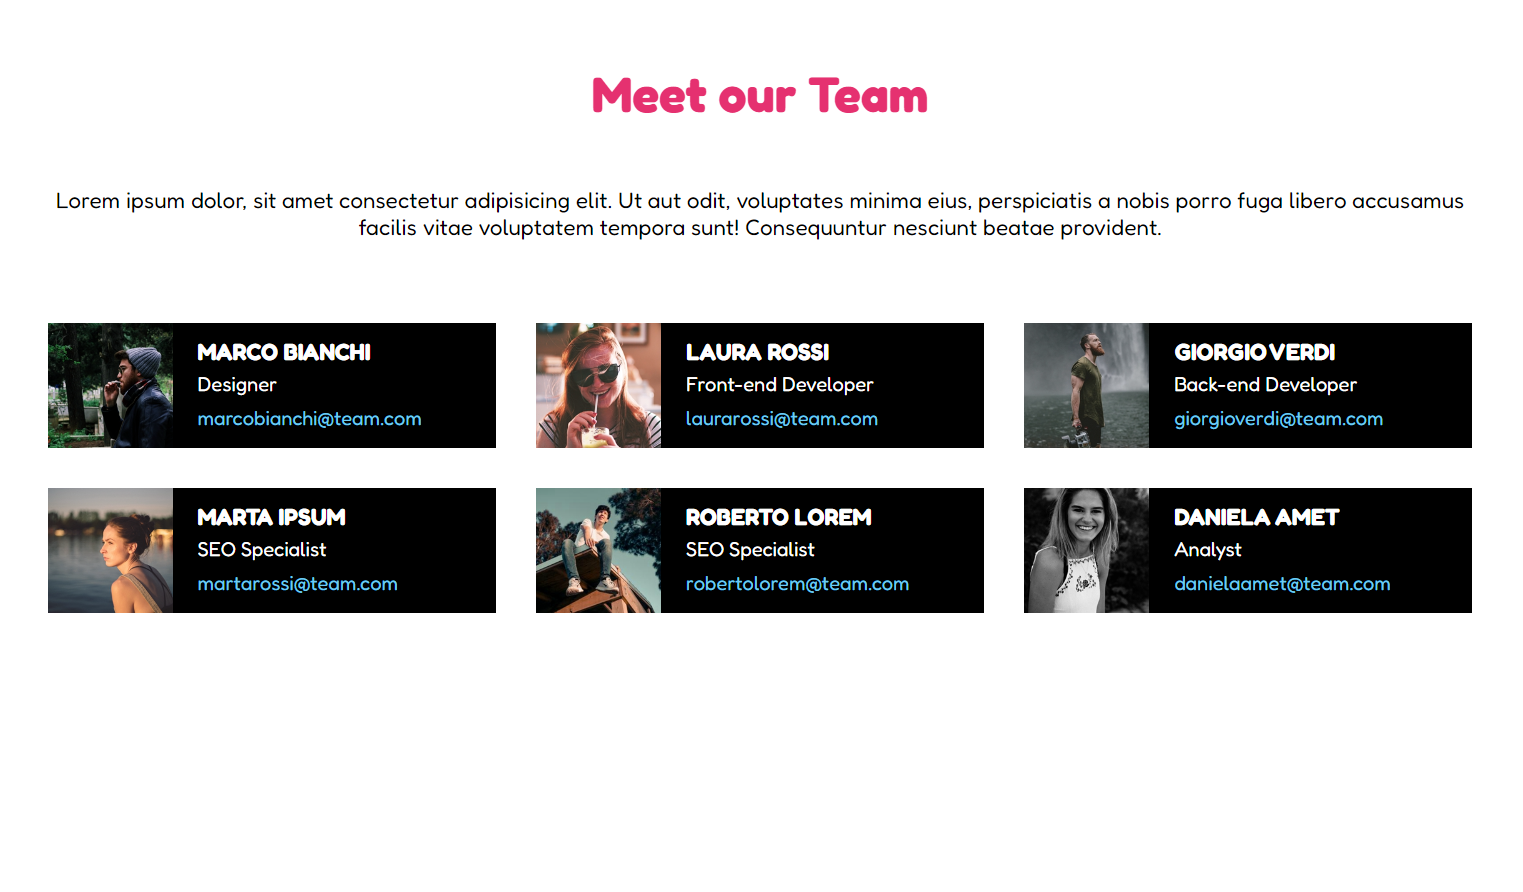 Meet our Team
Lorem ipsum dolor, sit amet consectetur adipisicing elit. Ut aut odit, voluptates minima eius, perspiciatis a nobis porro fuga libero accusamus
facilis vitae voluptatem tempora sunt! Consequuntur nesciunt beatae provident.
MARCO BIANCHI
Designer
marcobianchi@team.com
LAURA ROSSI
Front-end Developer
laurarossi@team.com
GIORGIO VERDI
Back-end Developer
giorgioverdi@team.com
MARTA IPSUM
SEO Specialist
martarossi@team.com
ROBERTO LOREM
SEO Specialist
robertolorem@team.com
DANIELA AMET
Analyst
danielaamet@team.com